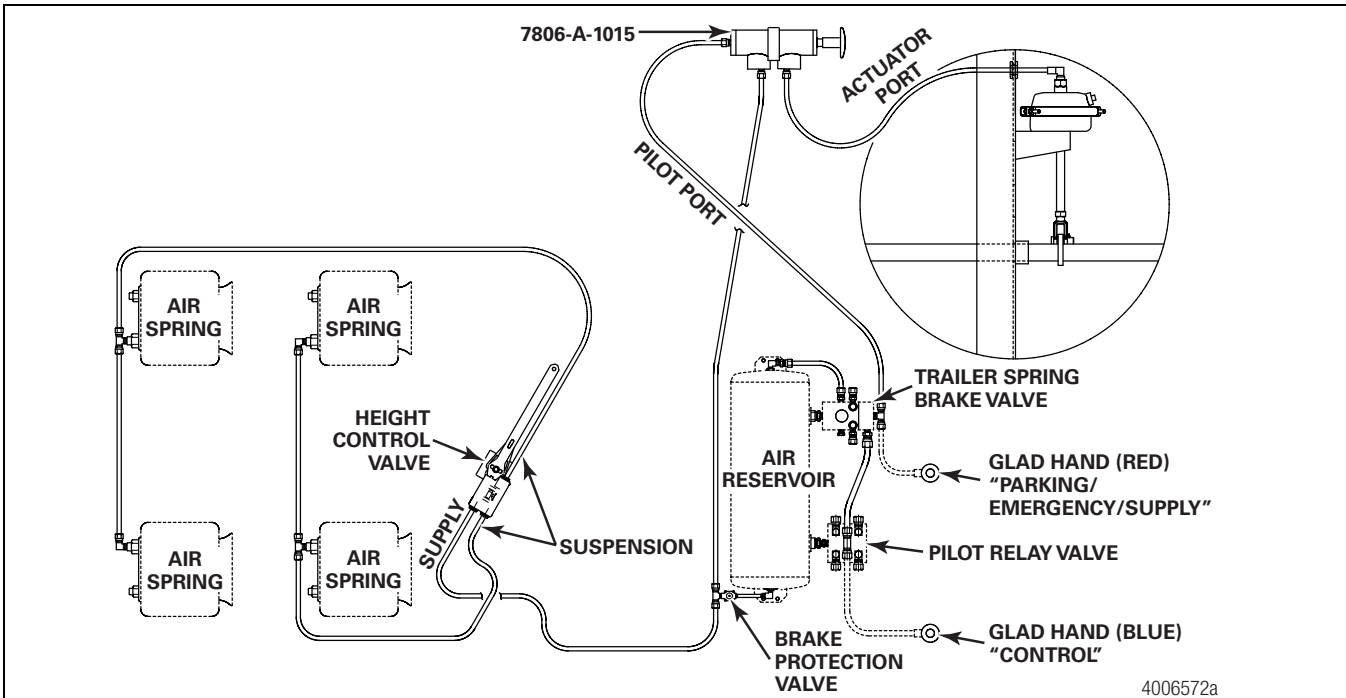 7806-A-1015
ACTUATOR
PORT
PILOT PORT
AIR
SPRING
AIR
SPRING
HEIGHT
CONTROL
VALVE
SUPPLY
SUSPENSION
AIR
SPRING
AIR
SPRING
AIR
RESERVOIR
TRAILER SPRING
BRAKE VALVE
GLAD HAND (RED)
“PARKING/
EMERGENCY/SUPPLY”
PILOT RELAY VALVE
BRAKE
PROTECTION
VALVE
GLAD HAND (BLUE)
“CONTROL”
4006572a